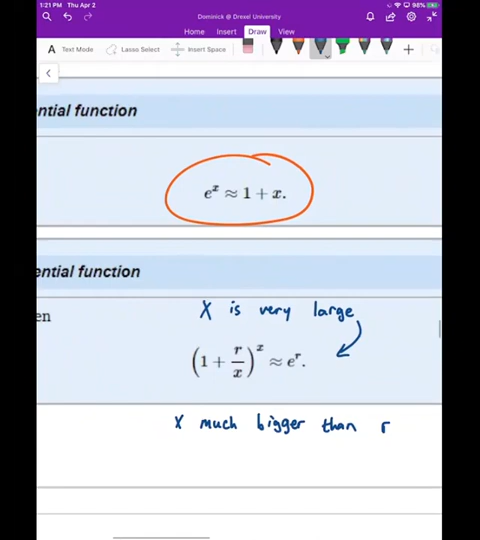 1:21 PM Thu Apr 2
Dominick @ Drexel University
98%
Home Insert Draw View
A Text Mode Lasso Select Insert Space
ntial function
e^x ≈ 1 + x.
ential function
en
X is very large
(1 + r/x)^x ≈ e^r.
X much bigger than r